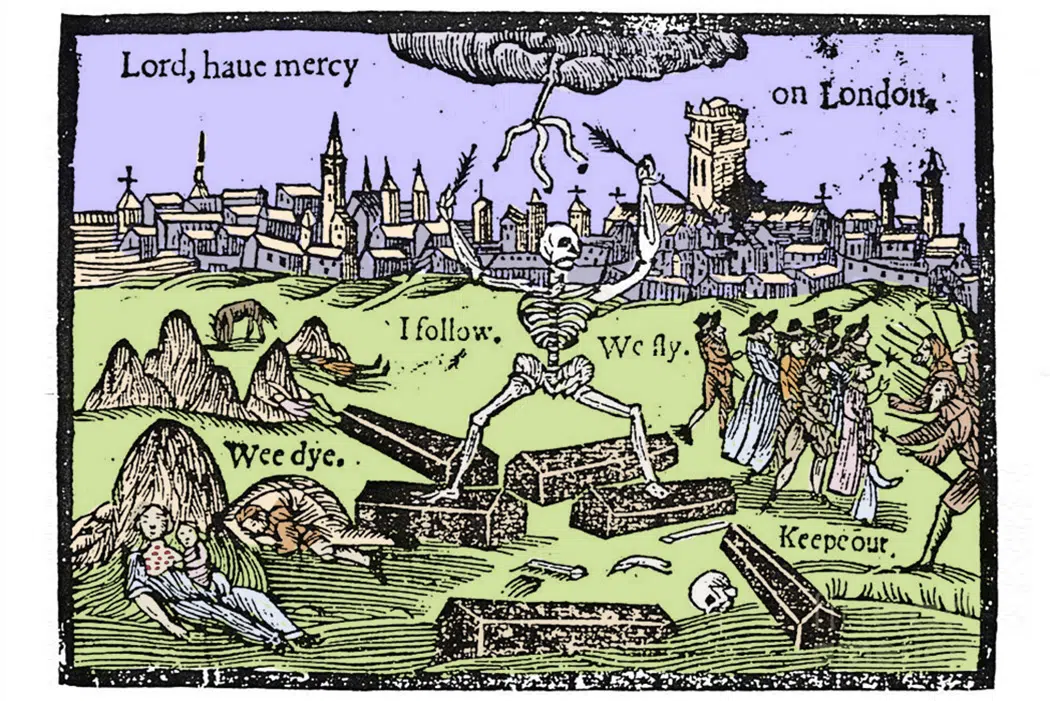 Lord, haue mercy
on London.
I follow.
We fly.
Wee dye.
Keepe out.